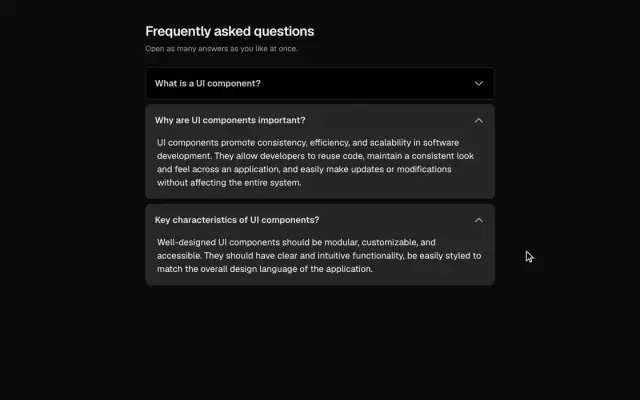 Frequently asked questions
Open as many answers as you like at once.
What is a UI component?
Why are UI components important?
UI components promote consistency, efficiency, and scalability in software
development. They allow developers to reuse code, maintain a consistent look
and feel across an application, and easily make updates or modifications
without affecting the entire system.
Key characteristics of UI components?
Well-designed UI components should be modular, customizable, and
accessible. They should have clear and intuitive functionality, be easily styled to
match the overall design language of the application.